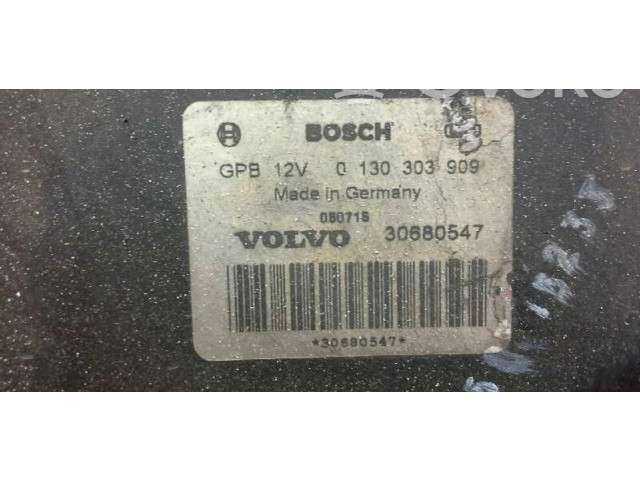 BOSCH
GPB 12V 0 130 303 909
Made in Germany
080718
VOLVO 30680547
*30680547*